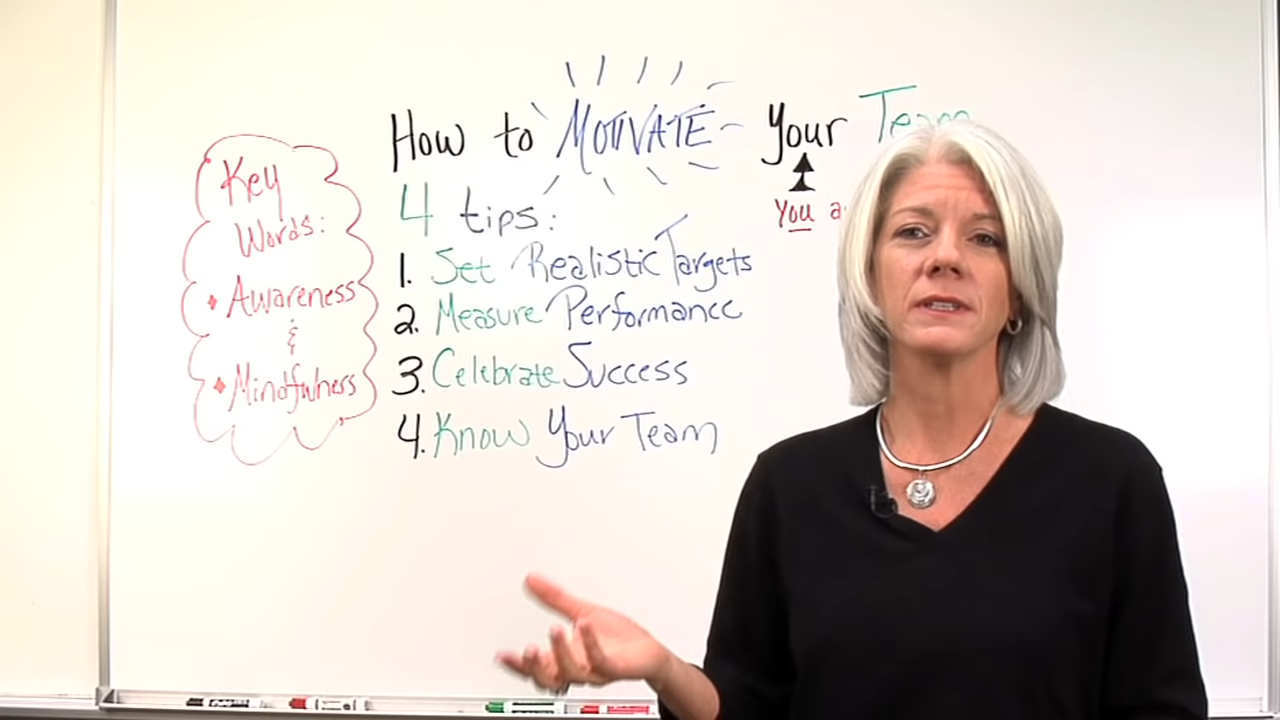 How to MOTIVATE Your Team
Key
Words:
• Awareness
&
• Mindfulness
4 tips:
1. Set Realistic Targets
2. Measure Performance
3. Celebrate Success
4. Know Your Team
You